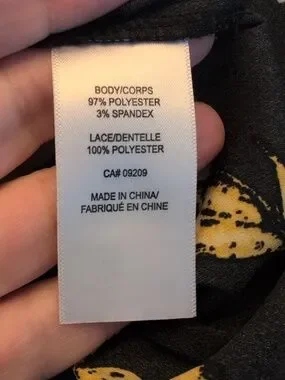 BODY/CORPS
97% POLYESTER
3% SPANDEX
LACE/DENTELLE
100% POLYESTER
CA# 09209
MADE IN CHINA/
FABRIQUÉ EN CHINE